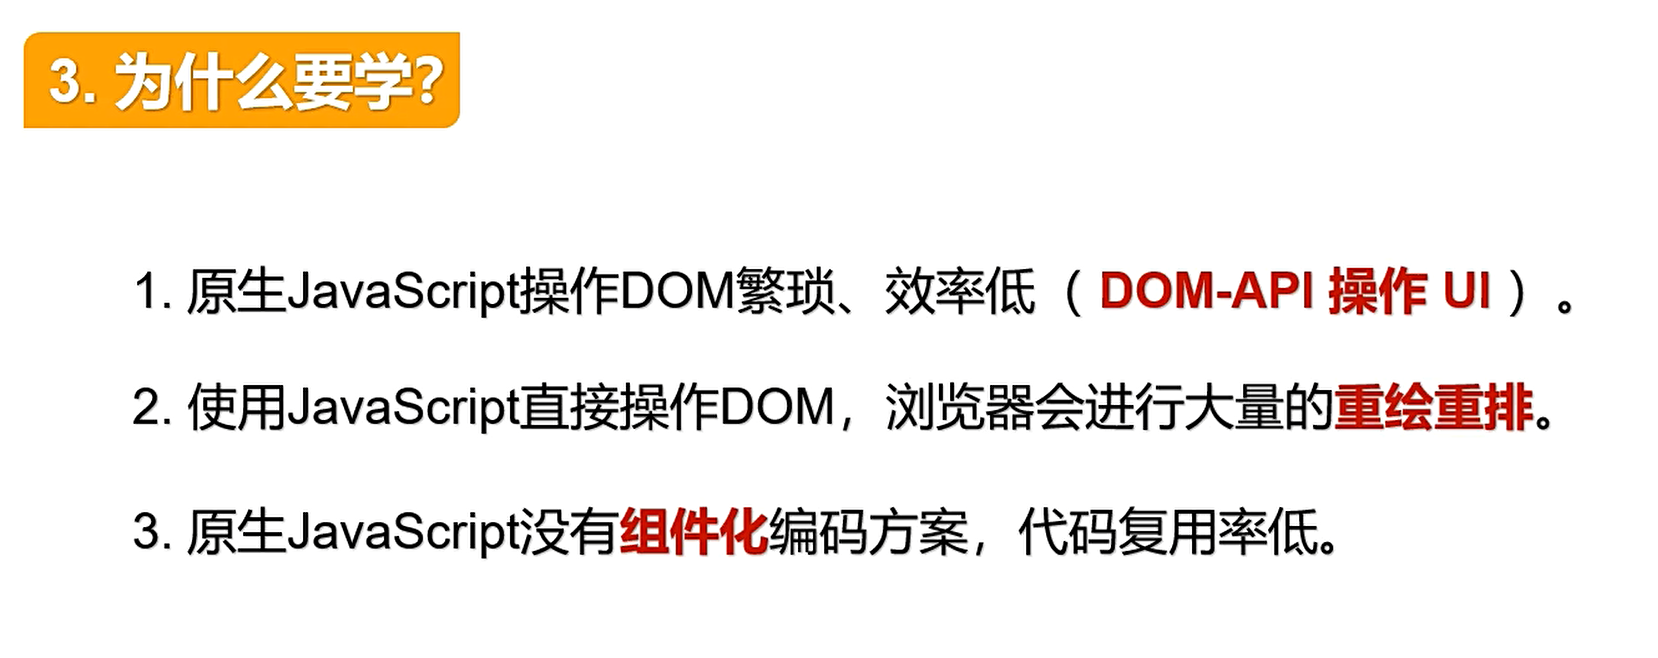 3. 为什么要学?
1. 原生JavaScript操作DOM繁琐、效率低（ DOM-API 操作 UI ） 。
2. 使用JavaScript直接操作DOM，浏览器会进行大量的重绘重排。
3. 原生JavaScript没有组件化编码方案，代码复用率低。